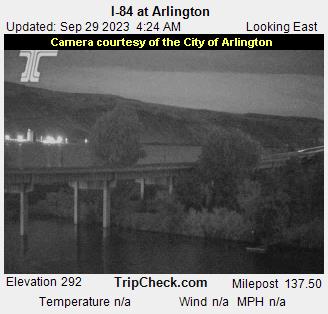 I-84 at Arlington
Updated: Sep 29 2023 4:24 AM Looking East
Camera courtesy of the City of Arlington
Elevation 292 TripCheck.com Milepost 137.50
Temperature n/a Wind n/a MPH n/a